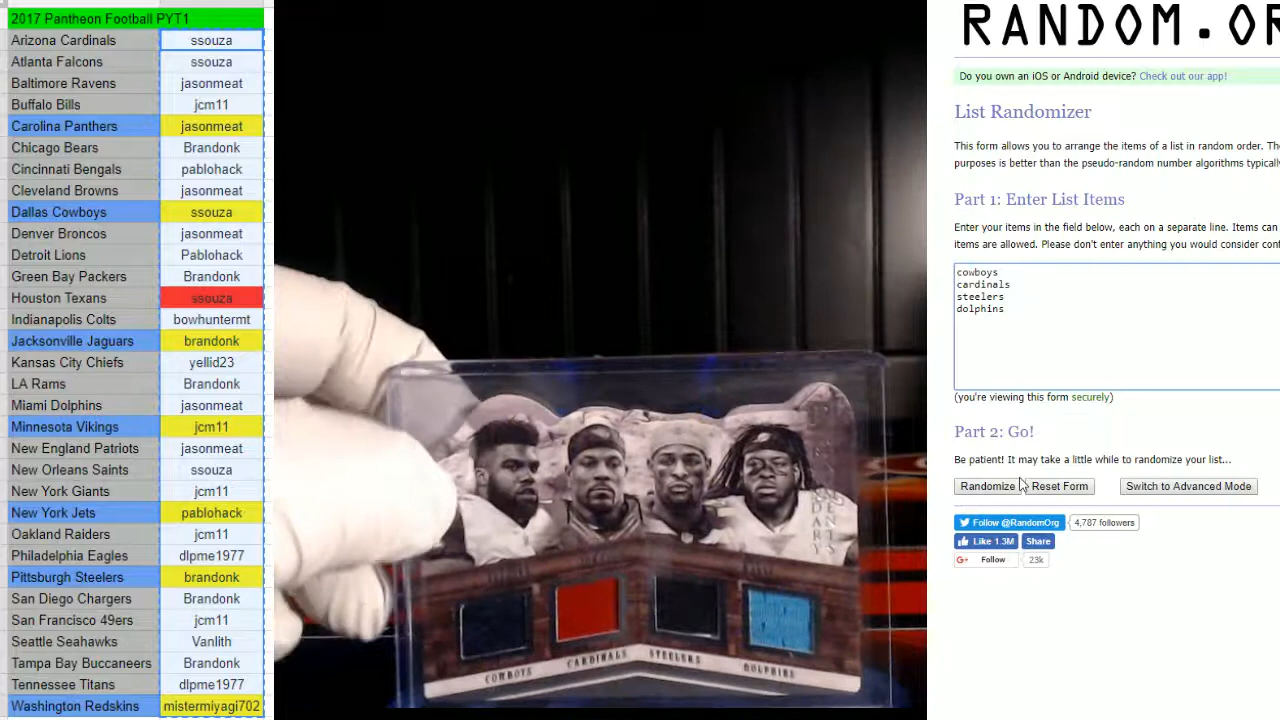 2017 Pantheon Football PYT1
Arizona Cardinals ssouza
Atlanta Falcons ssouza
Baltimore Ravens jasonmeat
Buffalo Bills jcm11
Carolina Panthers jasonmeat
Chicago Bears Brandonk
Cincinnati Bengals pablohack
Cleveland Browns jasonmeat
Dallas Cowboys ssouza
Denver Broncos jasonmeat
Detroit Lions Pablohack
Green Bay Packers Brandonk
Houston Texans ssouza
Indianapolis Colts bowhuntermt
Jacksonville Jaguars brandonk
Kansas City Chiefs yellid23
LA Rams Brandonk
Miami Dolphins jasonmeat
Minnesota Vikings jcm11
New England Patriots jasonmeat
New Orleans Saints ssouza
New York Giants jcm11
New York Jets pablohack
Oakland Raiders jcm11
Philadelphia Eagles dlpme1977
Pittsburgh Steelers brandonk
San Diego Chargers Brandonk
San Francisco 49ers jcm11
Seattle Seahawks Vanlith
Tampa Bay Buccaneers Brandonk
Tennessee Titans dlpme1977
Washington Redskins mistermiyagi702
COWBOYS
CARDINALS
STEELERS
DOLPHINS
RANDOM.OR
Do you own an iOS or Android device? Check out our app!
List Randomizer
This form allows you to arrange the items of a list in random order. The
purposes is better than the pseudo-random number algorithms typically
Part 1: Enter List Items
Enter your items in the field below, each on a separate line. Items can
items are allowed. Please don't enter anything you would consider conf
cowboys
cardinals
steelers
dolphins
(you're viewing this form securely)
Part 2: Go!
Be patient! It may take a little while to randomize your list...
Randomize Reset Form Switch to Advanced Mode
Follow @RandomOrg 4,787 followers
Like 1.3M Share
Follow 23k